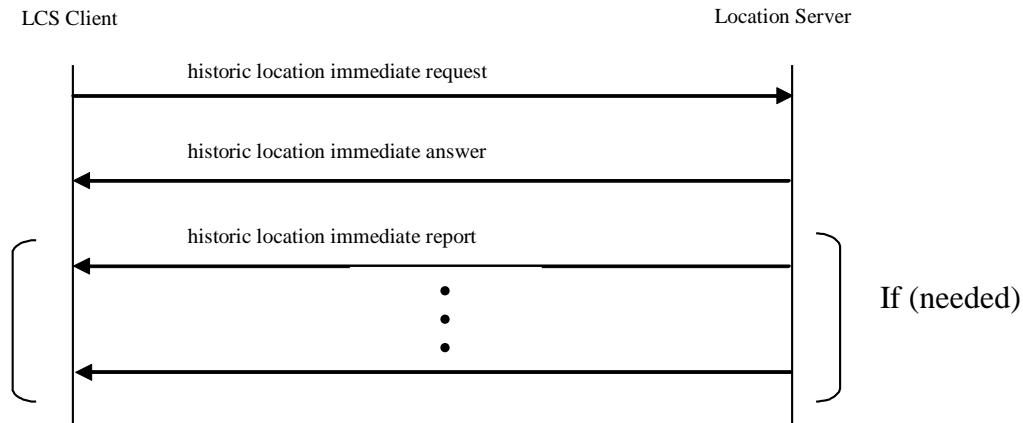 LCS Client
Location Server
historic location immediate request
historic location immediate answer
historic location immediate report
If (needed)